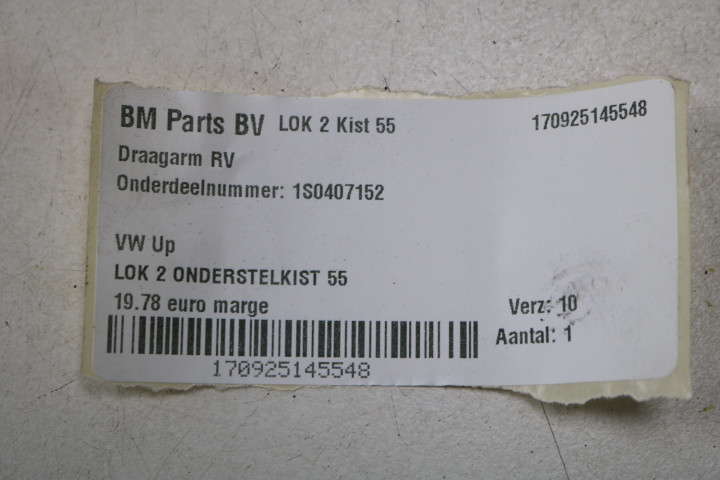 BM Parts BV LOK 2 Kist 55 170925145548
Draagarm RV
Onderdeelnummer: 1S0407152
VW Up
LOK 2 ONDERSTELKIST 55
19.78 euro marge Verz: 10
Aantal: 1
170925145548